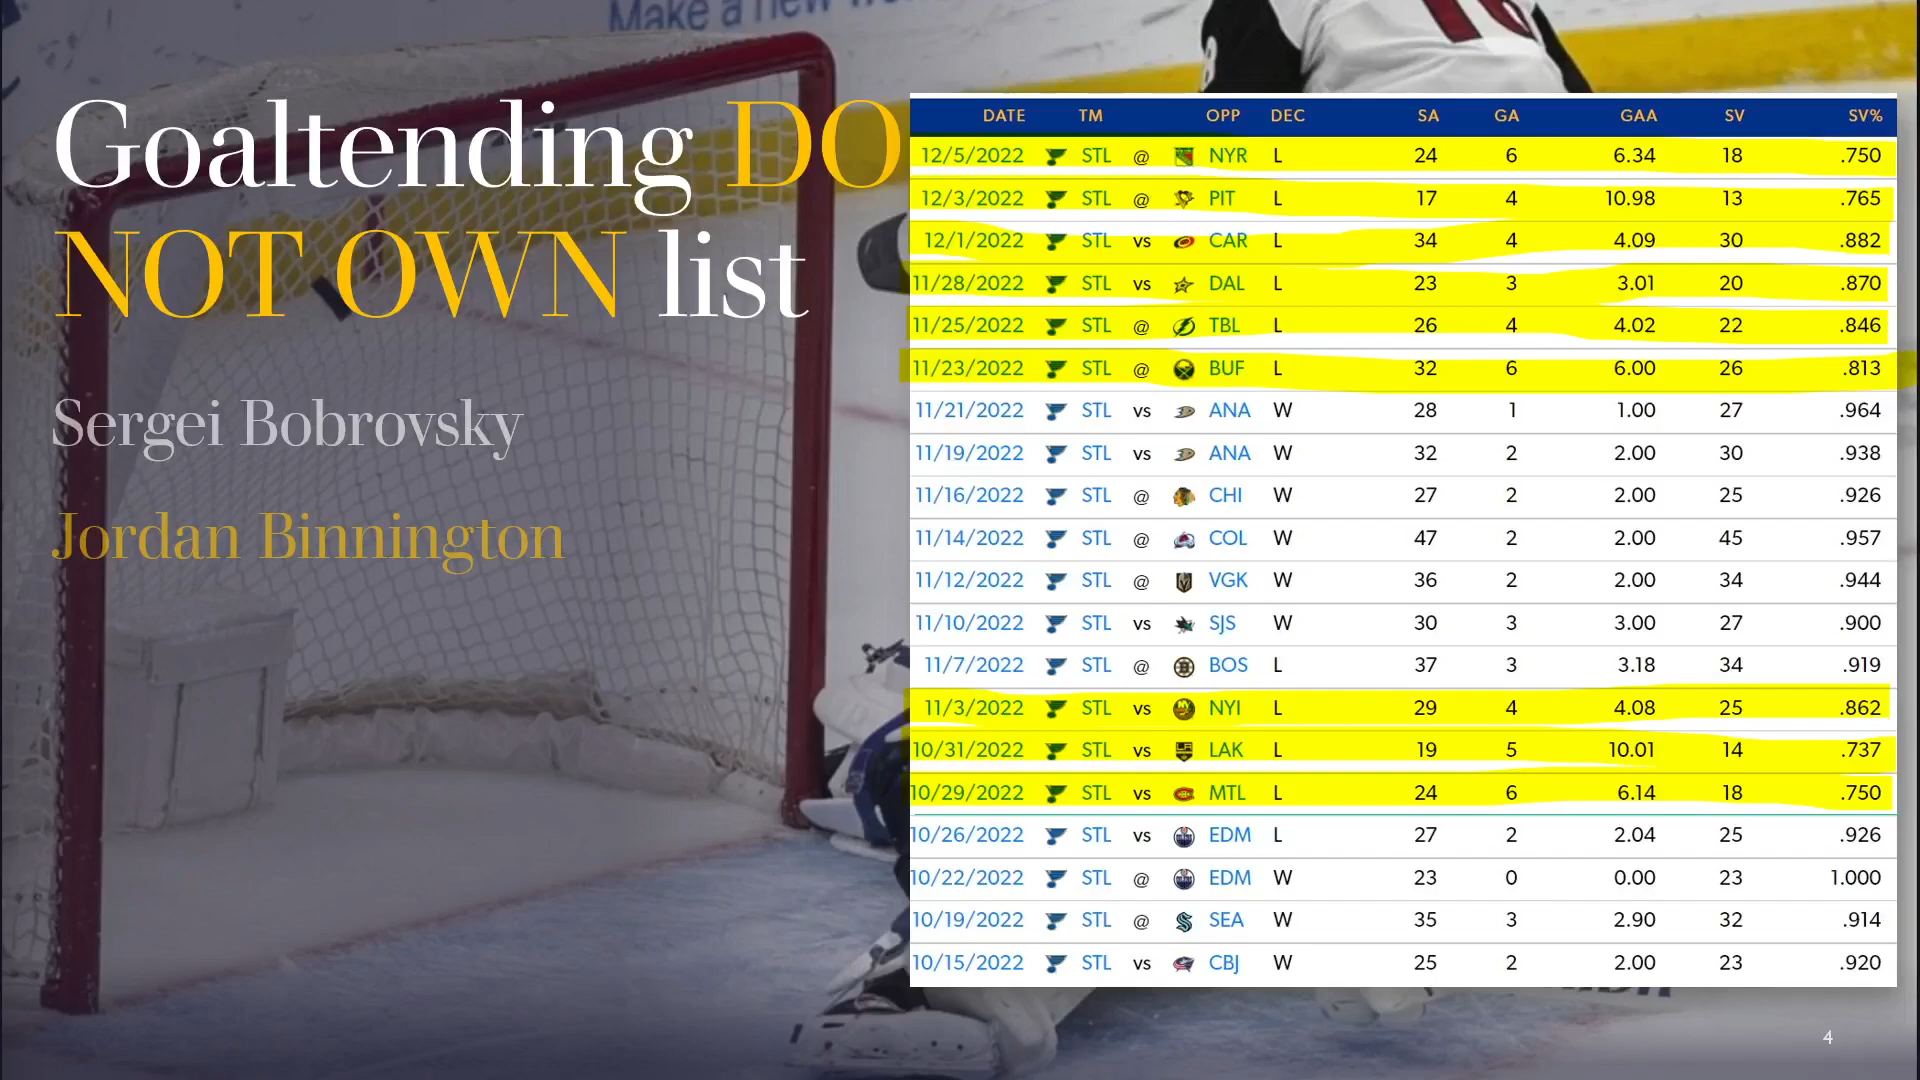 Make a new
Goaltending DO
NOT OWN list
Sergei Bobrovsky
Jordan Binnington
DATE TM OPP DEC SA GA GAA SV SV%
12/5/2022 STL @ NYR L 24 6 6.34 18 .750
12/3/2022 STL @ PIT L 17 4 10.98 13 .765
12/1/2022 STL vs CAR L 34 4 4.09 30 .882
11/28/2022 STL vs DAL L 23 3 3.01 20 .870
11/25/2022 STL @ TBL L 26 4 4.02 22 .846
11/23/2022 STL @ BUF L 32 6 6.00 26 .813
11/21/2022 STL vs ANA W 28 1 1.00 27 .964
11/19/2022 STL vs ANA W 32 2 2.00 30 .938
11/16/2022 STL @ CHI W 27 2 2.00 25 .926
11/14/2022 STL @ COL W 47 2 2.00 45 .957
11/12/2022 STL @ VGK W 36 2 2.00 34 .944
11/10/2022 STL vs SJS W 30 3 3.00 27 .900
11/7/2022 STL @ BOS L 37 3 3.18 34 .919
11/3/2022 STL vs NYI L 29 4 4.08 25 .862
10/31/2022 STL vs LAK L 19 5 10.01 14 .737
10/29/2022 STL vs MTL L 24 6 6.14 18 .750
10/26/2022 STL vs EDM L 27 2 2.04 25 .926
10/22/2022 STL @ EDM W 23 0 0.00 23 1.000
10/19/2022 STL @ SEA W 35 3 2.90 32 .914
10/15/2022 STL vs CBJ W 25 2 2.00 23 .920
4